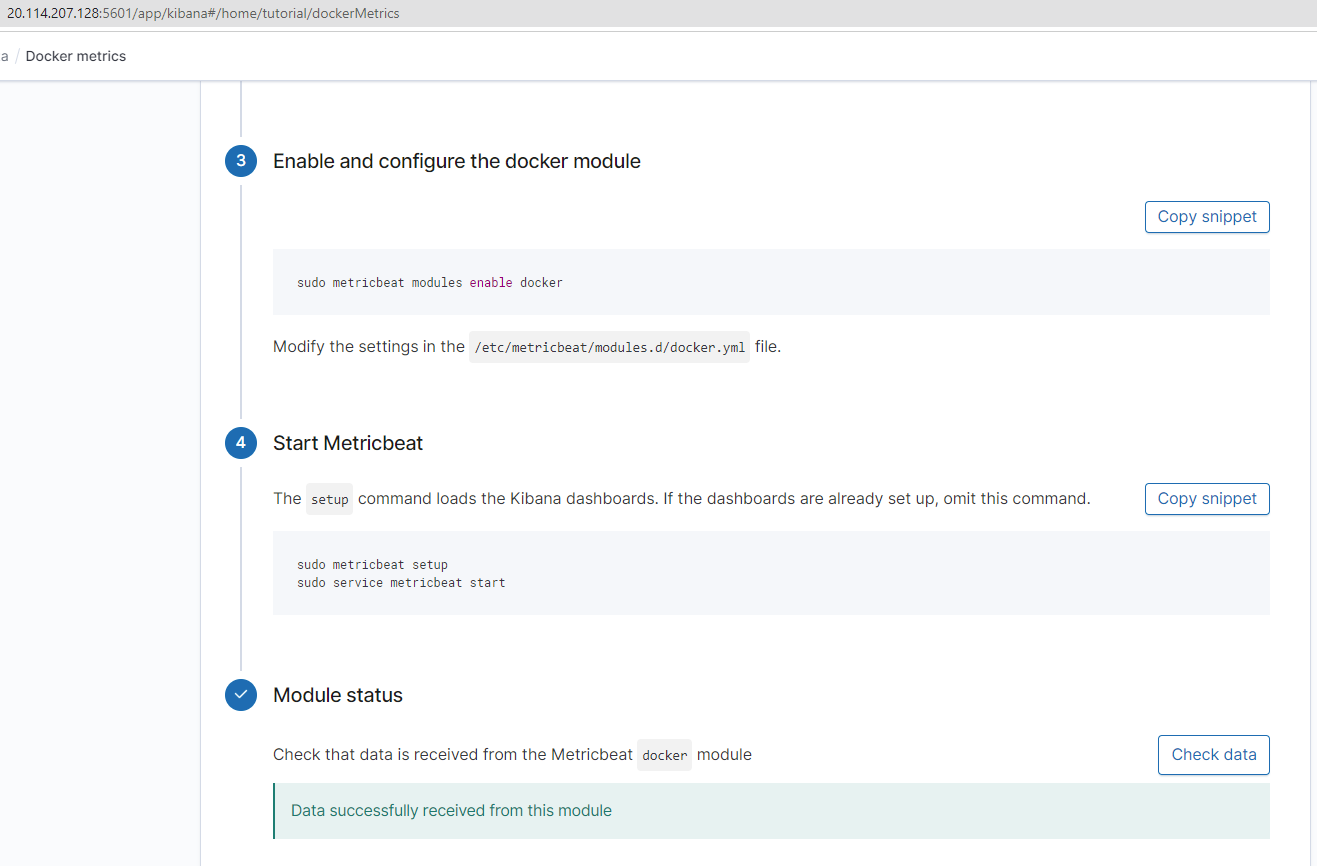 20.114.207.128:5601/app/kibana#/home/tutorial/dockerMetrics
a / Docker metrics
3 Enable and configure the docker module
Copy snippet
sudo metricbeat modules enable docker
Modify the settings in the /etc/metricbeat/modules.d/docker.yml file.
4 Start Metricbeat
The setup command loads the Kibana dashboards. If the dashboards are already set up, omit this command.
Copy snippet
sudo metricbeat setup
sudo service metricbeat start
Module status
Check that data is received from the Metricbeat docker module
Check data
Data successfully received from this module